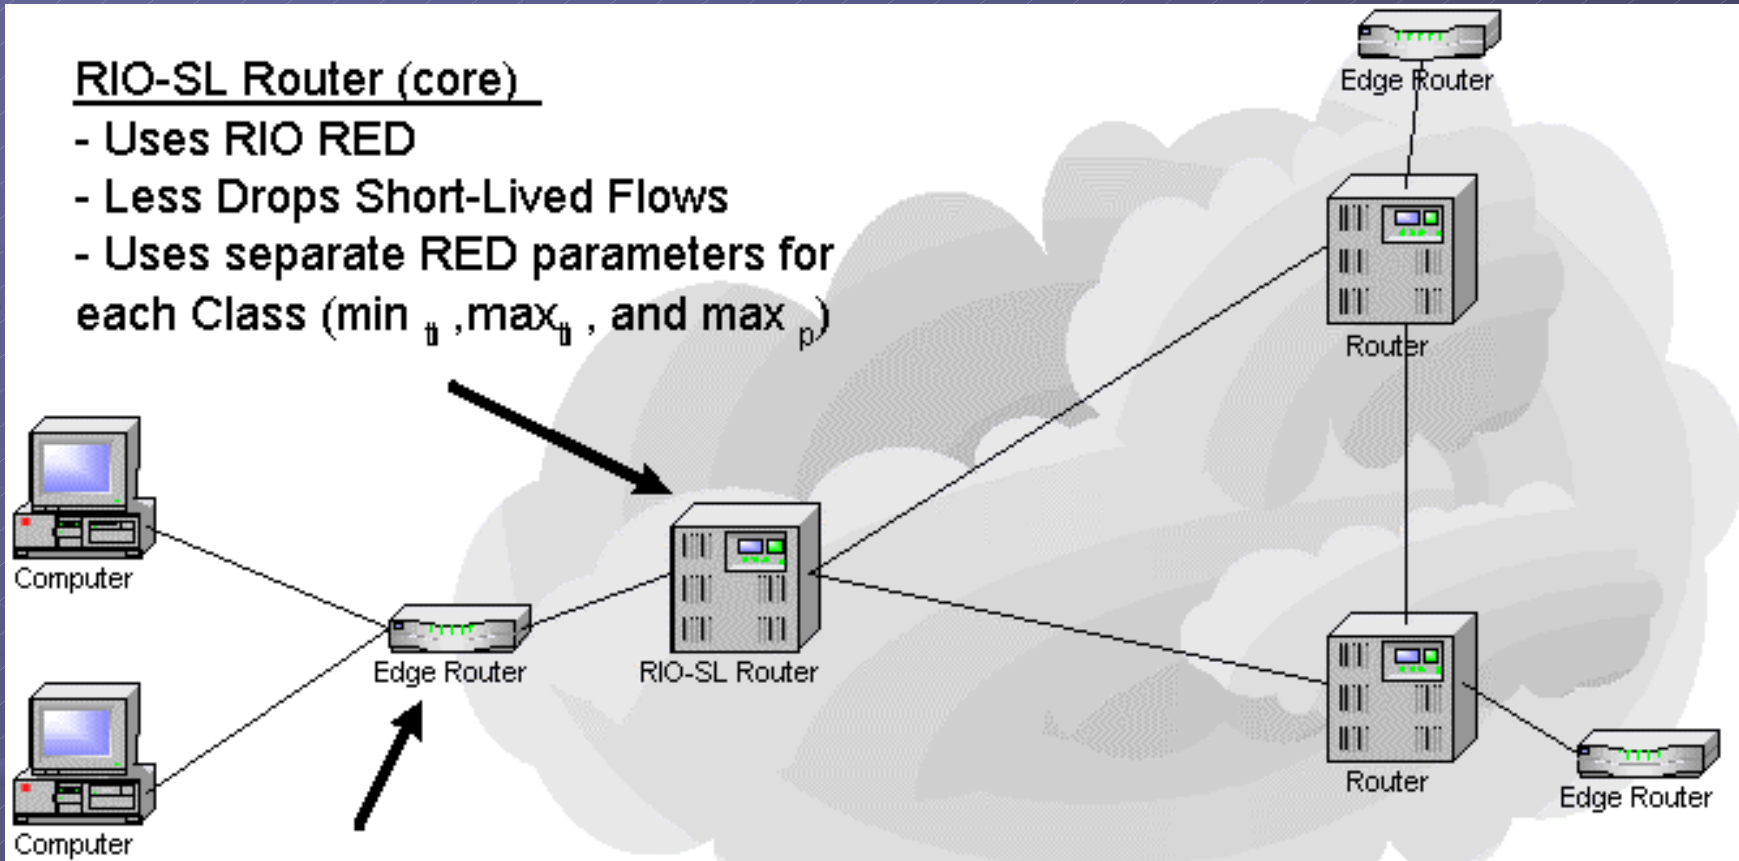 RIO-SL Router (core)
- Uses RIO RED
- Less Drops Short-Lived Flows
- Uses separate RED parameters for
each Class (min th ,max th , and max p)
Edge Router
Router
Computer
Edge Router
RIO-SL Router
Router
Edge Router
Computer